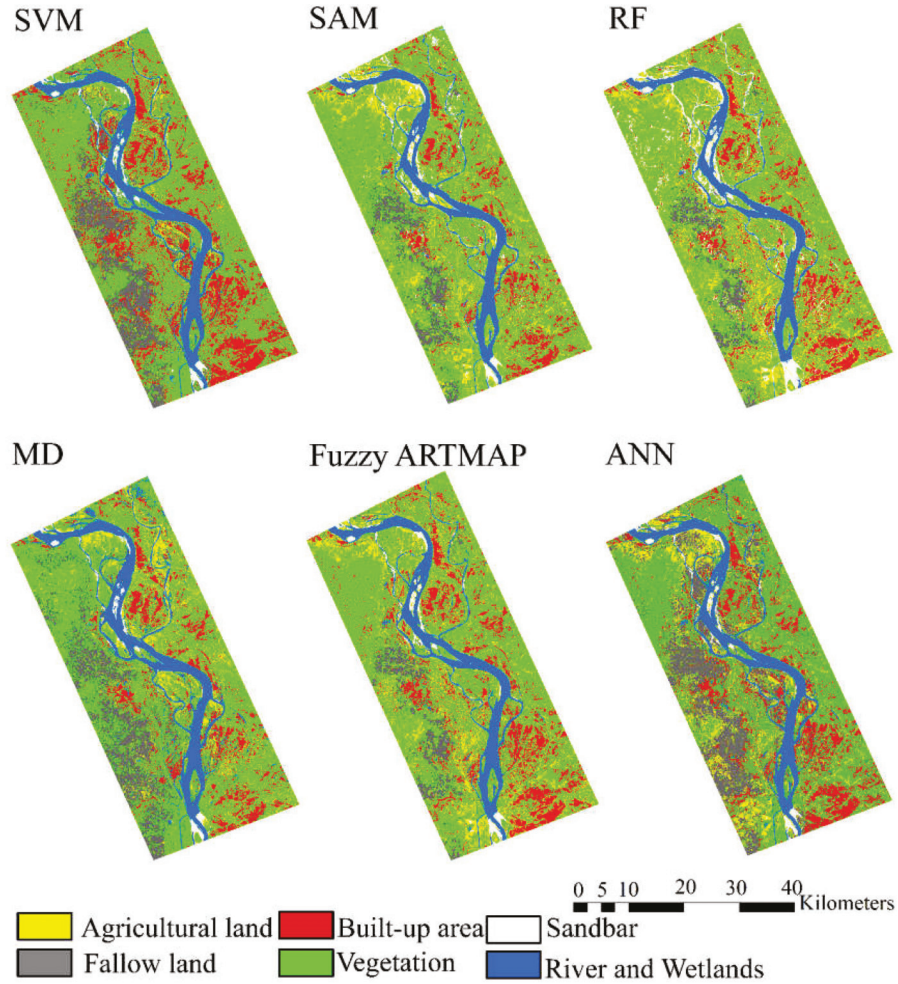 SVM SAM RF
MD Fuzzy ARTMAP ANN
0 5 10 20 30 40 Kilometers
Agricultural land Built-up area Sandbar
Fallow land Vegetation River and Wetlands